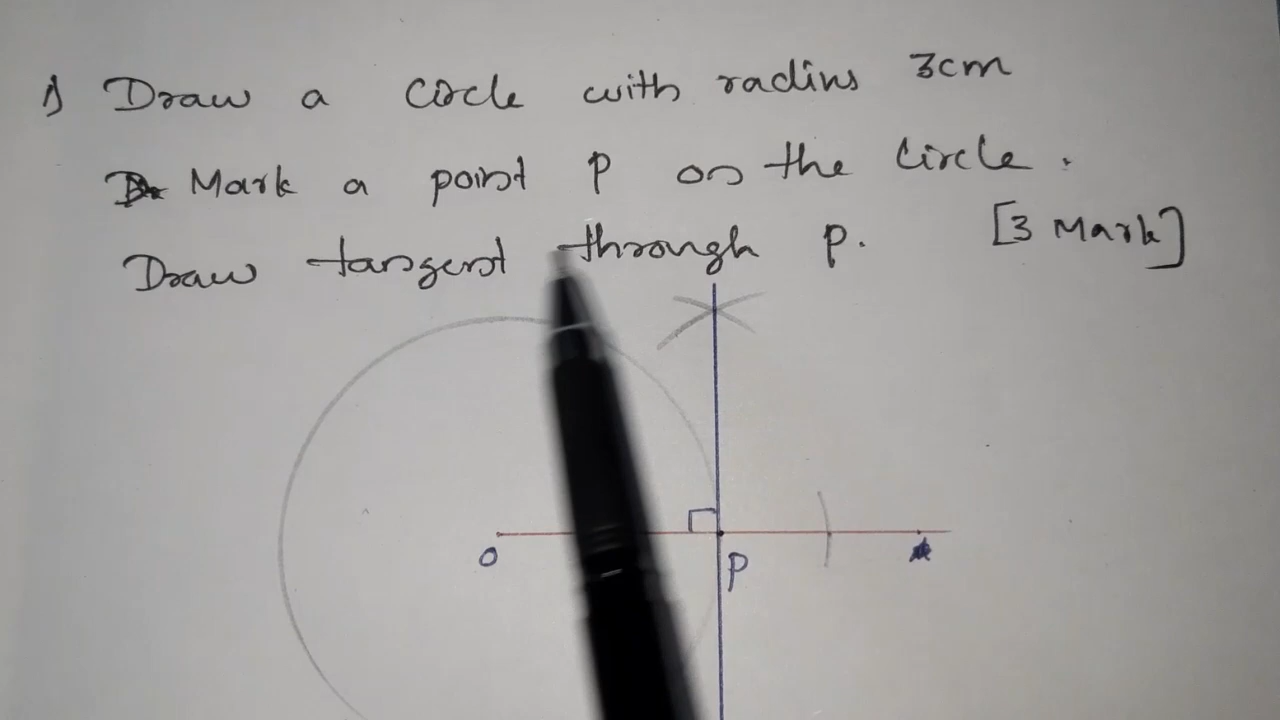 1) Draw a circle with radius 3cm
Mark a point P on the circle.
Draw tangent through P. [3 Mark]
O
P